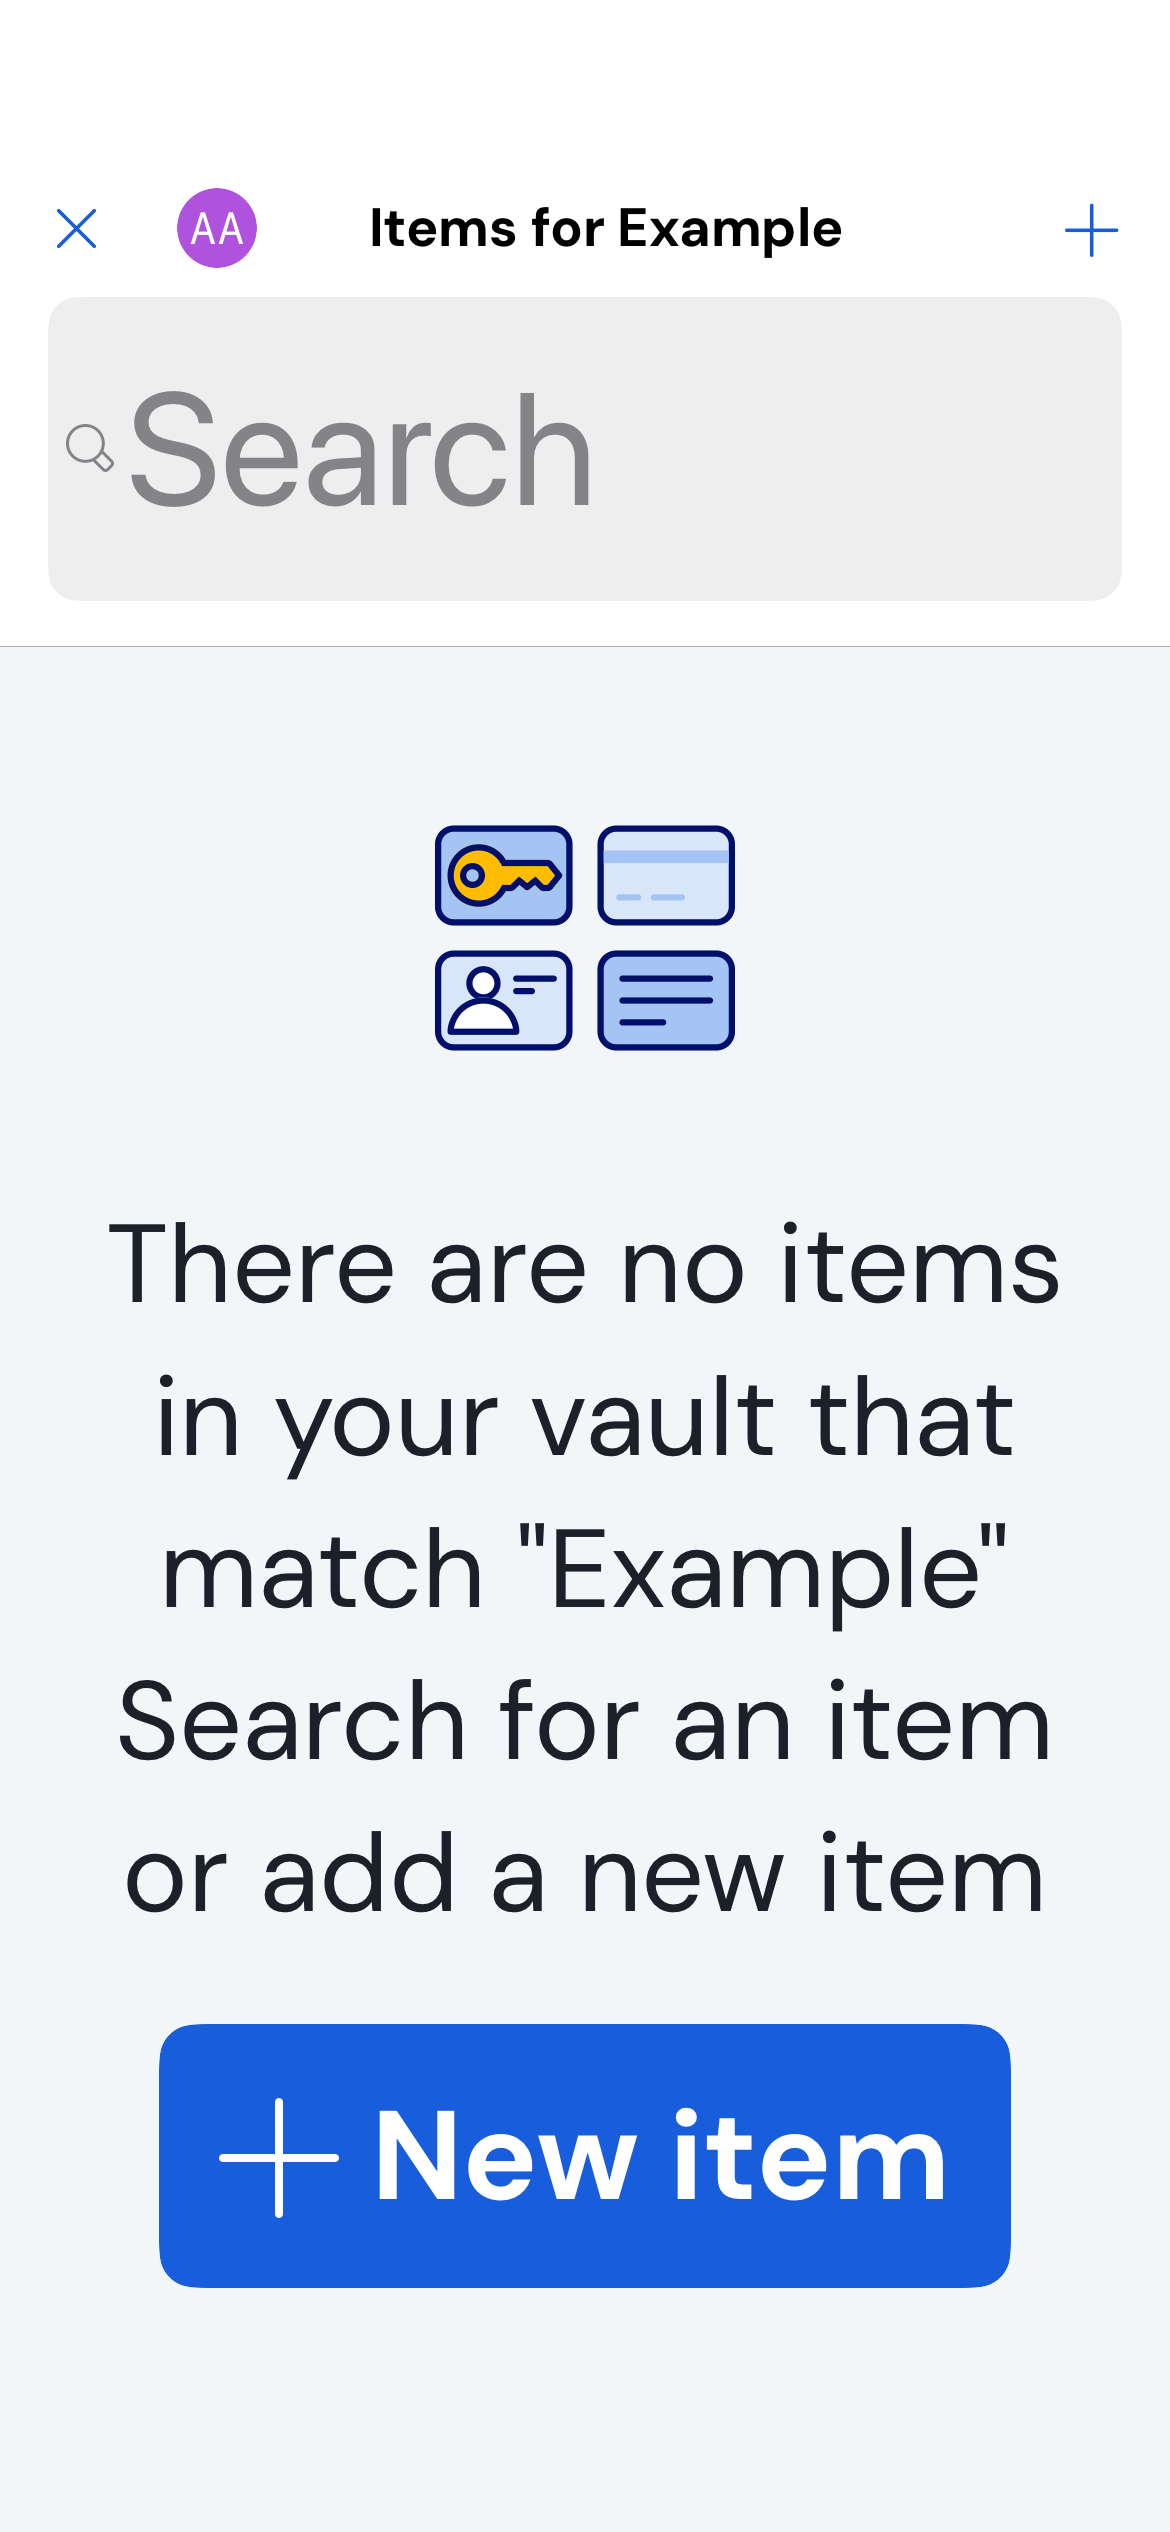 AA
Items for Example
Search
There are no items
in your vault that
match "Example"
Search for an item
or add a new item
New item